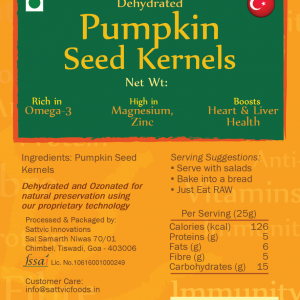 Dehydrated
Pumpkin
Seed Kernels
Net Wt:
Rich in
Omega-3
High in
Magnesium,
Zinc
Boosts
Heart & Liver
Health
Ingredients: Pumpkin Seed
Kernels
Dehydrated and Ozonated for
natural preservation using
our proprietary technology
Processed & Packaged by:
Sattvic Innovations
Sai Samarth Niwas 70/01
Chimbel, Tiswadi, Goa - 403006
fssai Lic. No.10616001000249
Customer Care:
info@sattvicfoods.in
Serving Suggestions:
• Serve with salads
• Bake into a bread
• Just Eat RAW
Per Serving (25g)
Calories (kcal) 126
Proteins (g) 5
Fats (g) 6
Fibre (g) 5
Carbohydrates (g) 15
Vitamins
Immunity